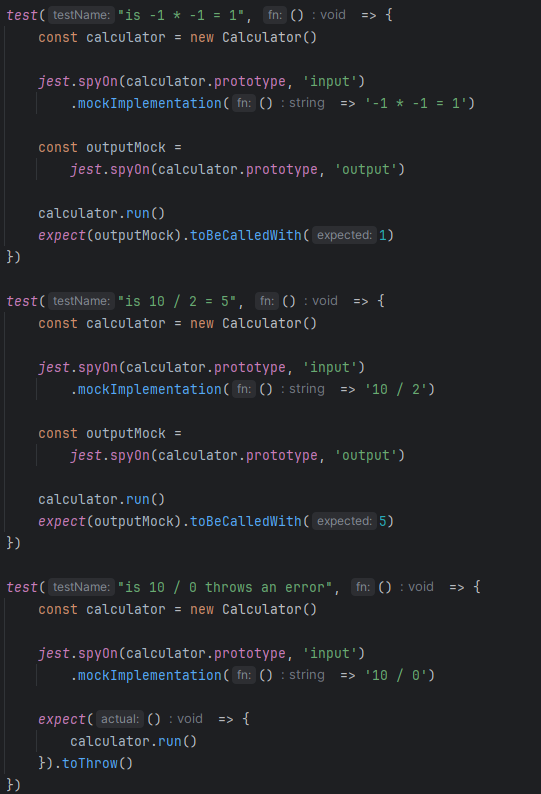 test( testName: "is -1 * -1 = 1", fn: () : void => {
    const calculator = new Calculator()
    jest.spyOn(calculator.prototype, 'input')
        .mockImplementation( fn: () : string => '-1 * -1 = 1')
    const outputMock =
        jest.spyOn(calculator.prototype, 'output')
    calculator.run()
    expect(outputMock).toBeCalledWith( expected: 1)
})
test( testName: "is 10 / 2 = 5", fn: () : void => {
    const calculator = new Calculator()
    jest.spyOn(calculator.prototype, 'input')
        .mockImplementation( fn: () : string => '10 / 2')
    const outputMock =
        jest.spyOn(calculator.prototype, 'output')
    calculator.run()
    expect(outputMock).toBeCalledWith( expected: 5)
})
test( testName: "is 10 / 0 throws an error", fn: () : void => {
    const calculator = new Calculator()
    jest.spyOn(calculator.prototype, 'input')
        .mockImplementation( fn: () : string => '10 / 0')
    expect( actual: () : void => {
        calculator.run()
    }).toThrow()
})